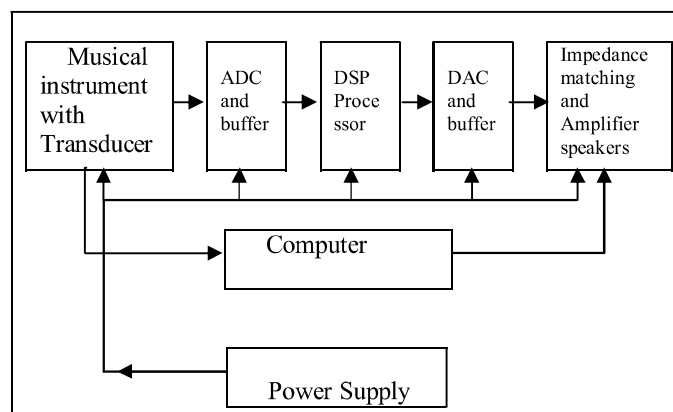 Musical
instrument
with
Transducer
ADC
and
buffer
DSP
Proce
ssor
DAC
and
buffer
Impedance
matching
and
Amplifier
speakers
Computer
Power Supply